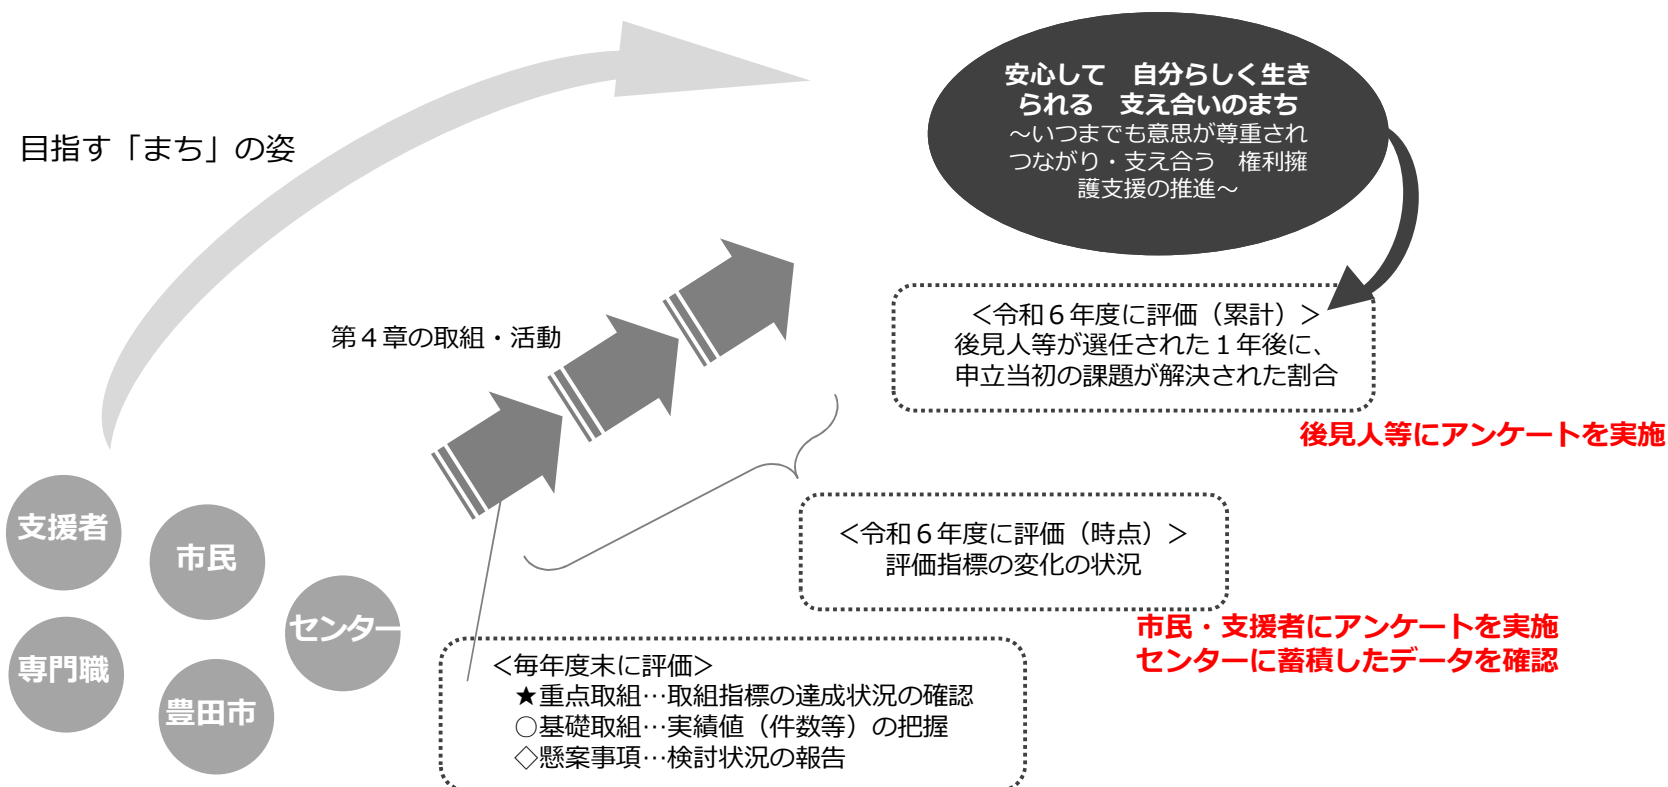 安心して　自分らしく生き
られる　支え合いのまち
～いつまでも意思が尊重され
つながり・支え合う　権利擁
護支援の推進～
目指す「まち」の姿
第４章の取組・活動
＜令和６年度に評価（累計）＞
後見人等が選任された１年後に、
申立当初の課題が解決された割合
後見人等にアンケートを実施
＜令和６年度に評価（時点）＞
評価指標の変化の状況
市民・支援者にアンケートを実施
センターに蓄積したデータを確認
支援者
市民
センター
専門職
豊田市
＜毎年度末に評価＞
★重点取組…取組指標の達成状況の確認
○基礎取組…実績値（件数等）の把握
◇懸案事項…検討状況の報告